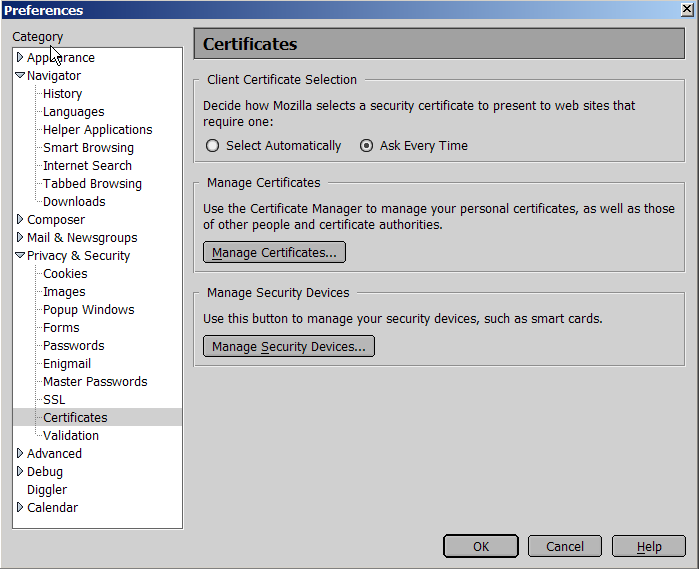 Preferences
Category
Appearance
Navigator
History
Languages
Helper Applications
Smart Browsing
Internet Search
Tabbed Browsing
Downloads
Composer
Mail & Newsgroups
Privacy & Security
Cookies
Images
Popup Windows
Forms
Passwords
Enigmail
Master Passwords
SSL
Certificates
Validation
Advanced
Debug
Diggler
Calendar
Certificates
Client Certificate Selection
Decide how Mozilla selects a security certificate to present to web sites that
require one:
Select Automatically Ask Every Time
Manage Certificates
Use the Certificate Manager to manage your personal certificates, as well as those
of other people and certificate authorities.
Manage Certificates...
Manage Security Devices
Use this button to manage your security devices, such as smart cards.
Manage Security Devices...
OK Cancel Help